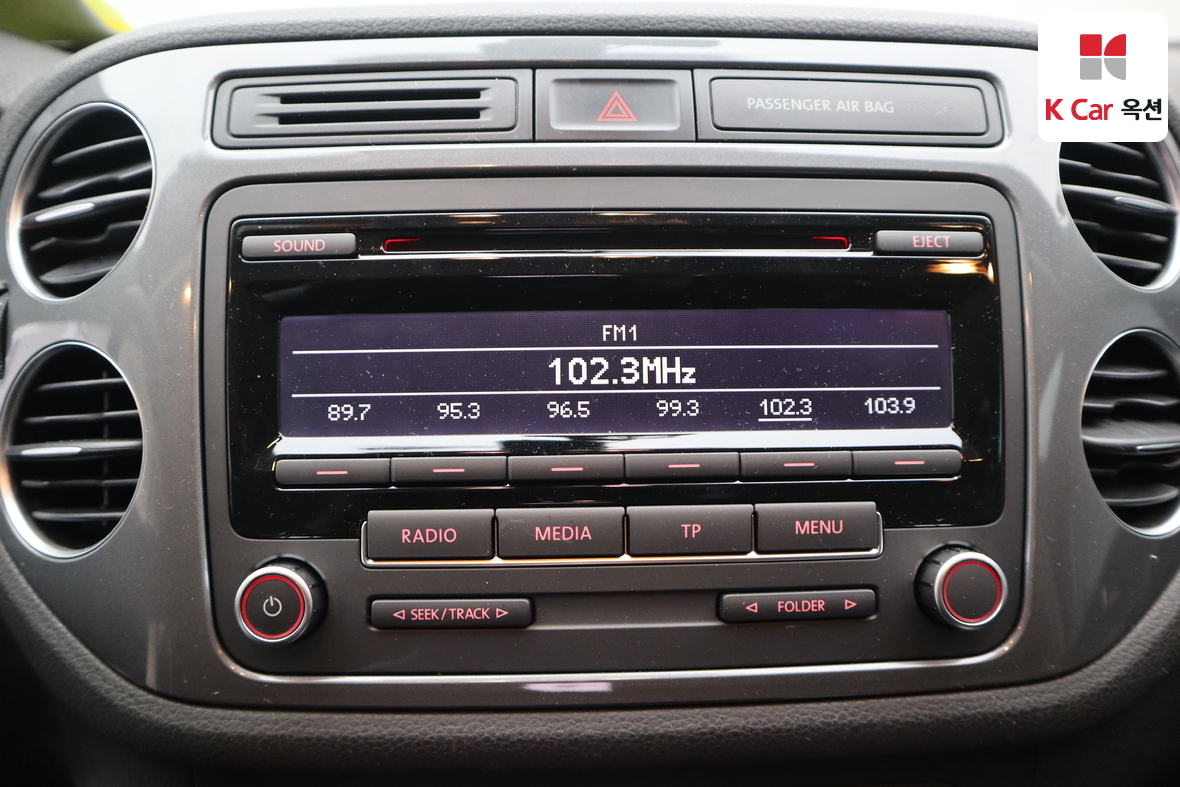 K Car 옥션
PASSENGER AIR BAG
SOUND
EJECT
FM1
102.3MHz
89.7 95.3 96.5 99.3 102.3 103.9
RADIO MEDIA TP MENU
SEEK/TRACK
FOLDER